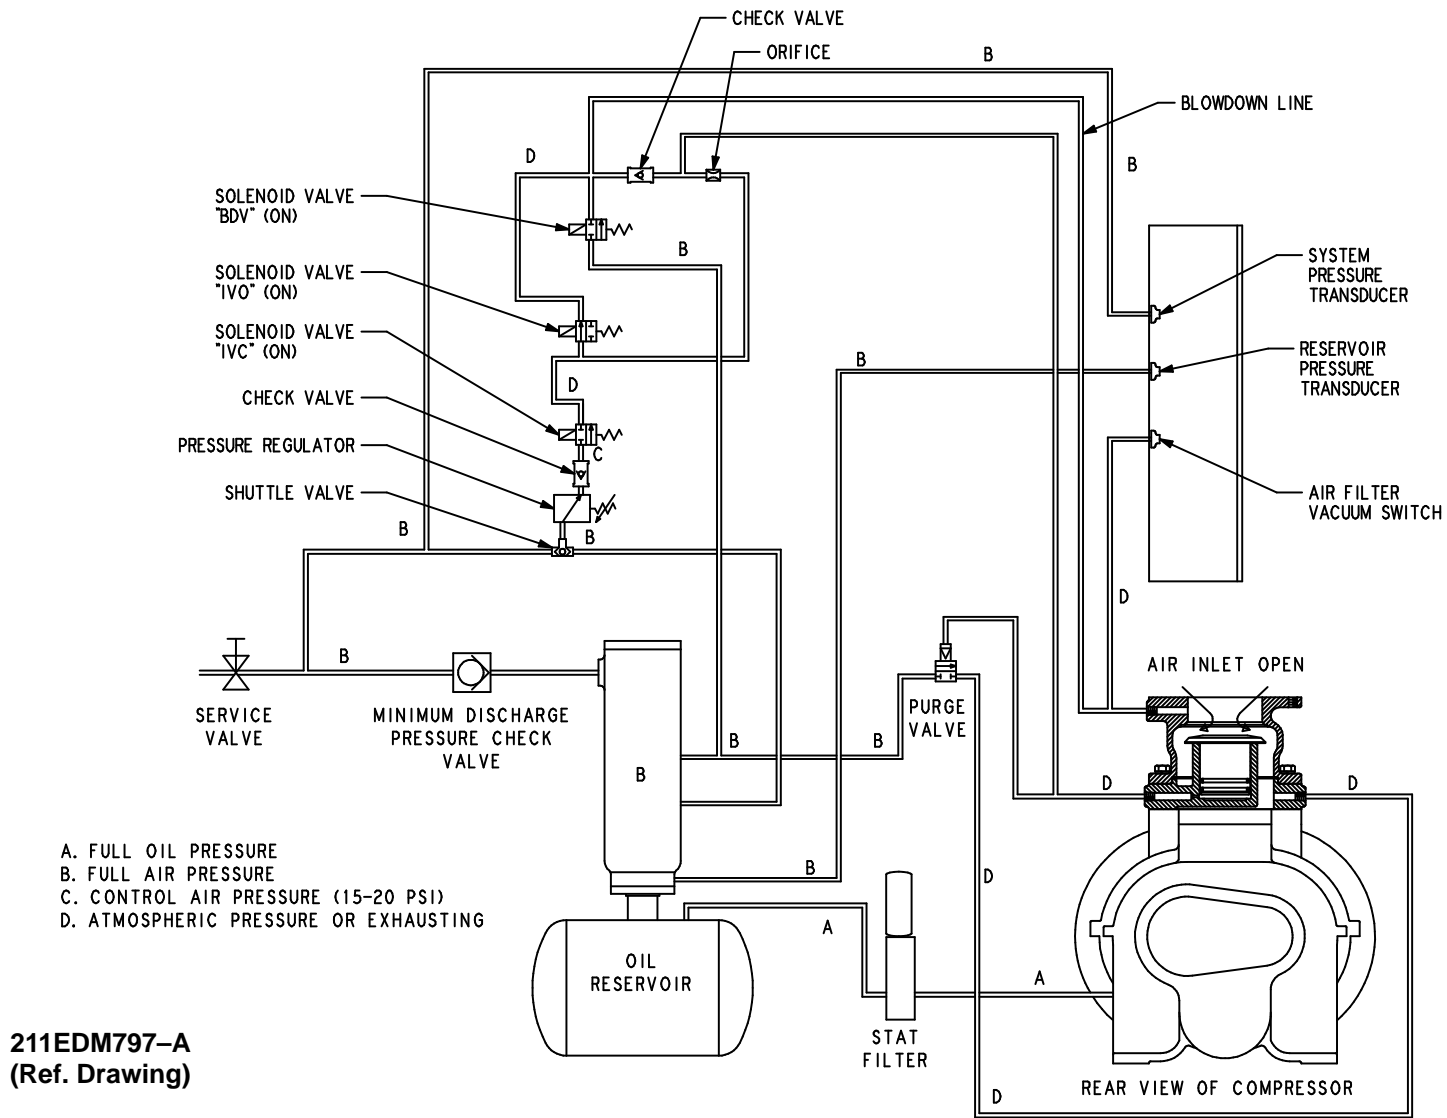 CHECK VALVE
ORIFICE
B
BLOWDOWN LINE
D
B
SOLENOID VALVE
"BDV" (ON)
B
SYSTEM
PRESSURE
TRANSDUCER
SOLENOID VALVE
"IVO" (ON)
SOLENOID VALVE
"IVC" (ON)
RESERVOIR
PRESSURE
TRANSDUCER
B
D
CHECK VALVE
PRESSURE REGULATOR
C
SHUTTLE VALVE
AIR FILTER
VACUUM SWITCH
B
B
D
B
AIR INLET OPEN
SERVICE
VALVE
MINIMUM DISCHARGE
PRESSURE CHECK
VALVE
PURGE
VALVE
B
B
B
D
D
A. FULL OIL PRESSURE
B. FULL AIR PRESSURE
C. CONTROL AIR PRESSURE (15-20 PSI)
D. ATMOSPHERIC PRESSURE OR EXHAUSTING
B
D
A
OIL
RESERVOIR
A
STAT
FILTER
211EDM797–A
(Ref. Drawing)
D
REAR VIEW OF COMPRESSOR